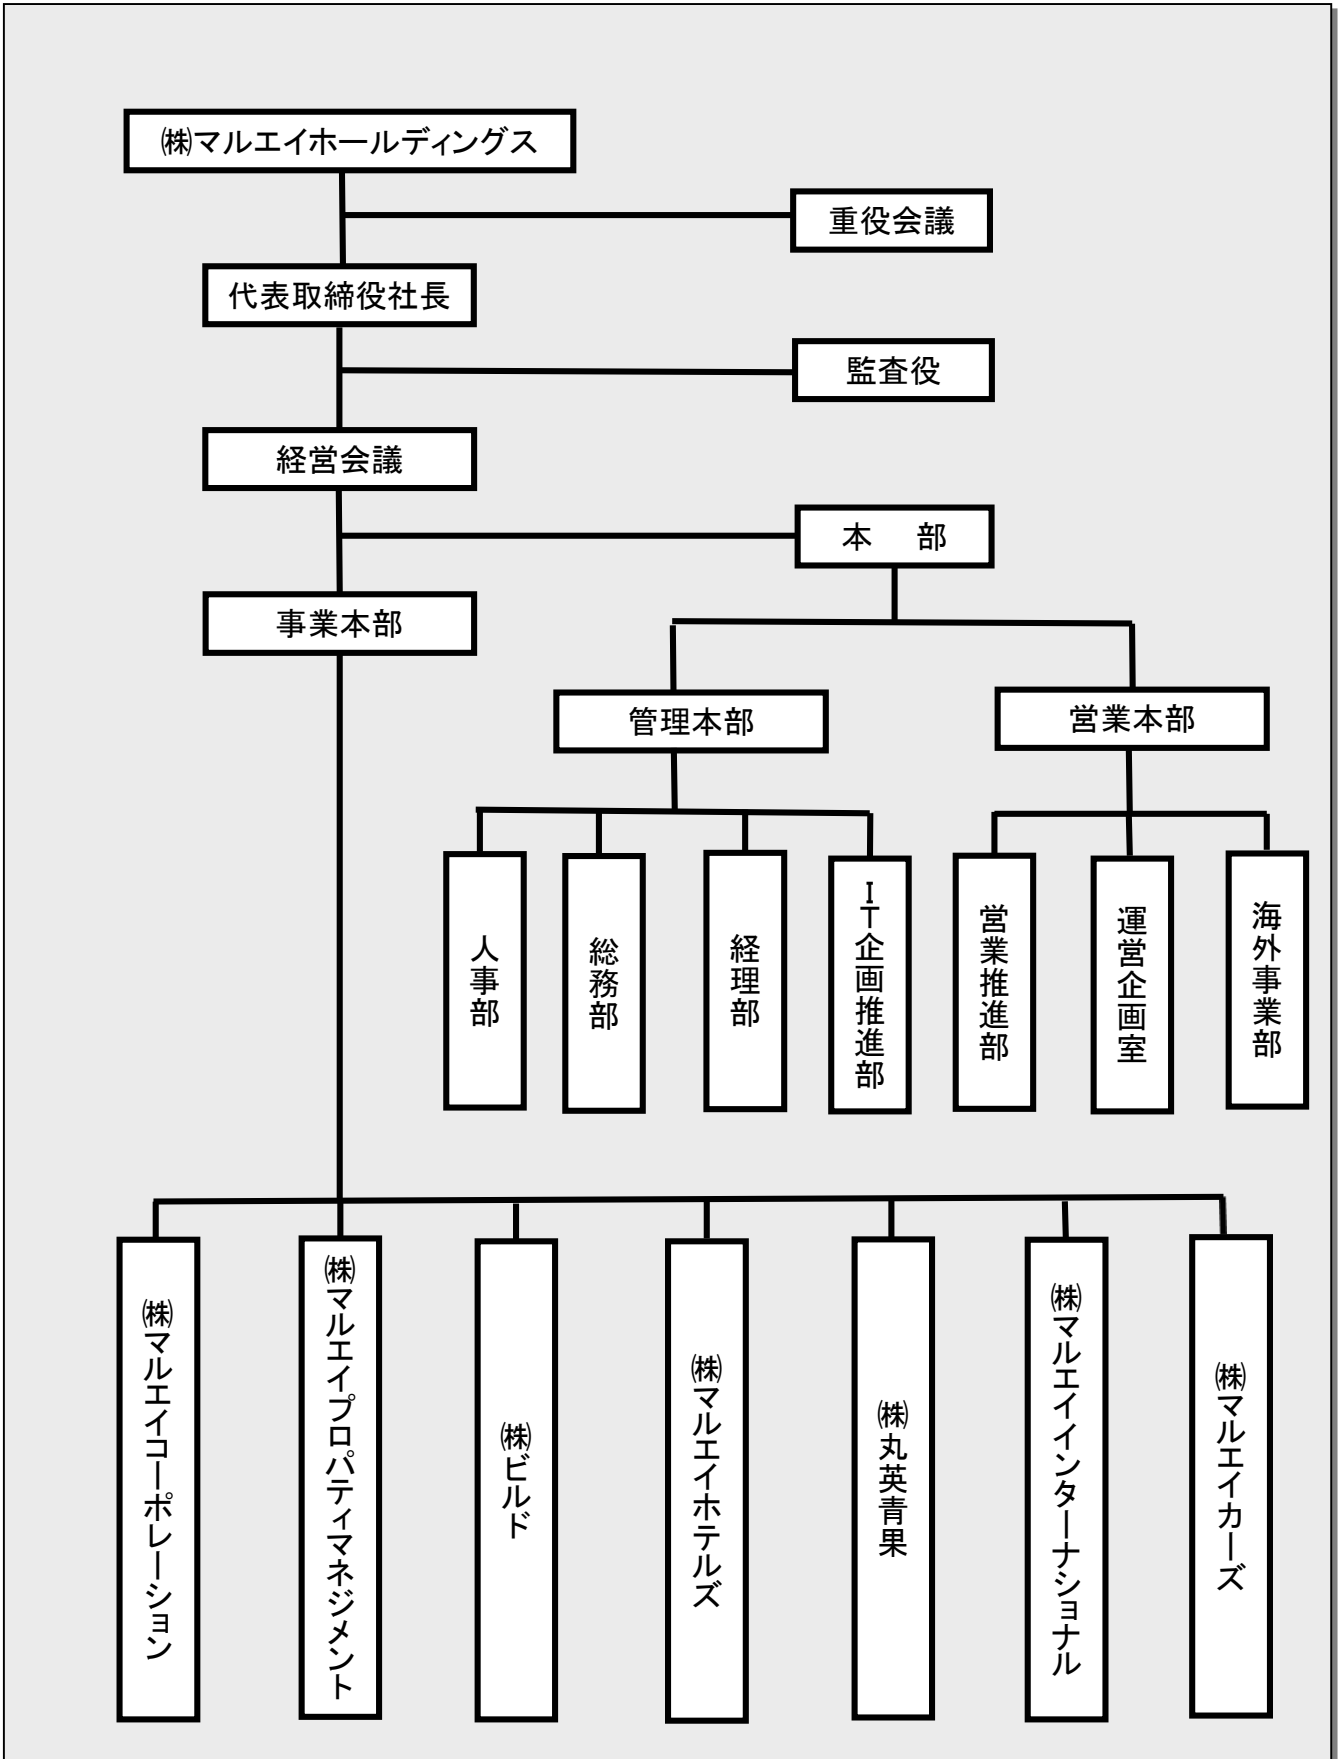 ㈱マルエイホールディングス
重役会議
代表取締役社長
監査役
経営会議
本　部
事業本部
管理本部
営業本部
人事部
総務部
経理部
IT企画推進部
営業推進部
運営企画室
海外事業部
㈱マルエイコーポレーション
㈱マルエイプロパティマネジメント
㈱ビルド
㈱マルエイホテルズ
㈱丸英青果
㈱マルエイインターナショナル
㈱マルエイカーズ